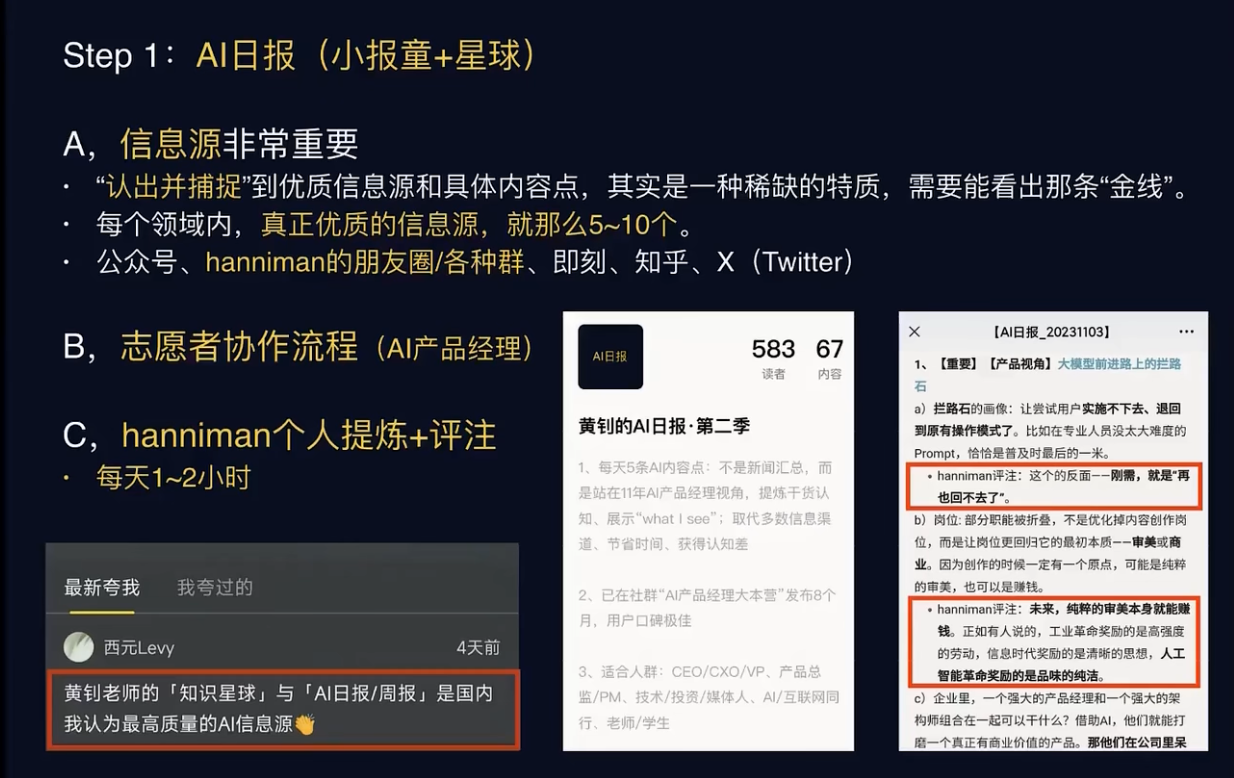 Step 1：AI日报（小报童+星球）
A，信息源非常重要
· “认出并捕捉”到优质信息源和具体内容点，其实是一种稀缺的特质，需要能看出那条“金线”。
· 每个领域内，真正优质的信息源，就那么5~10个。
· 公众号、hanniman的朋友圈/各种群、即刻、知乎、X（Twitter）
B，志愿者协作流程（AI产品经理）
C，hanniman个人提炼+评注
· 每天1~2小时
最新夸我 我夸过的
西元Levy 4天前
黄钊老师的「知识星球」与「AI日报/周报」是国内
我认为最高质量的AI信息源👏
AI日报
583 67
读者 内容
黄钊的AI日报·第二季
1、每天5条AI内容点：不是新闻汇总，而
是站在11年AI产品经理视角，提炼干货认
知、展示“what I see”；取代多数信息渠
道、节省时间、获得认知差
2、已在社群“AI产品经理大本营”发布8个
月，用户口碑极佳
3、适合人群：CEO/CXO/VP、产品总
监/PM、技术/投资/媒体人、AI/互联网同
行、老师/学生
【AI日报_20231103】 ···
1、【重要】【产品视角】大模型前进路上的拦路
石
a）拦路石的画像：让尝试用户实施不下去、退回
到原有操作模式了。比如在专业人员没太大难度的
Prompt，恰恰是普及时最后的一米。
• hanniman评注：这个的反面——刚需，就是“再
也回不去了”。
b）岗位: 部分职能被折叠，不是优化掉内容创作岗
位，而是让岗位更回归它的最初本质——审美或商
业。因为创作的时候一定有一个原点，可能是纯粹
的审美，也可以是赚钱。
• hanniman评注：未来，纯粹的审美本身就能赚
钱。正如有人说的，工业革命奖励的是高强度
的劳动，信息时代奖励的是清晰的思想，人工
智能革命奖励的是品味的纯洁。
c）企业里，一个强大的产品经理和一个强大的架
构师组合在一起可以干什么？借助AI，他们就能打
磨一个真正有商业价值的产品。那他们在公司里呆